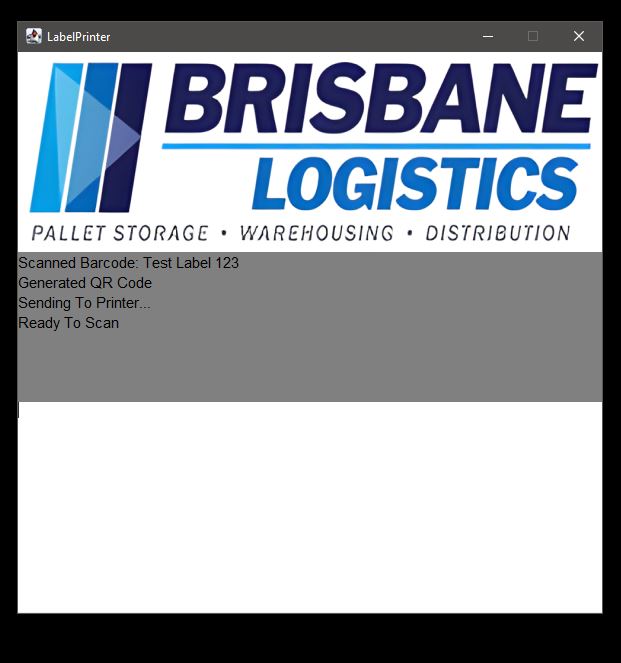 LabelPrinter
BRISBANE
LOGISTICS
PALLET STORAGE • WAREHOUSING • DISTRIBUTION
Scanned Barcode: Test Label 123
Generated QR Code
Sending To Printer...
Ready To Scan